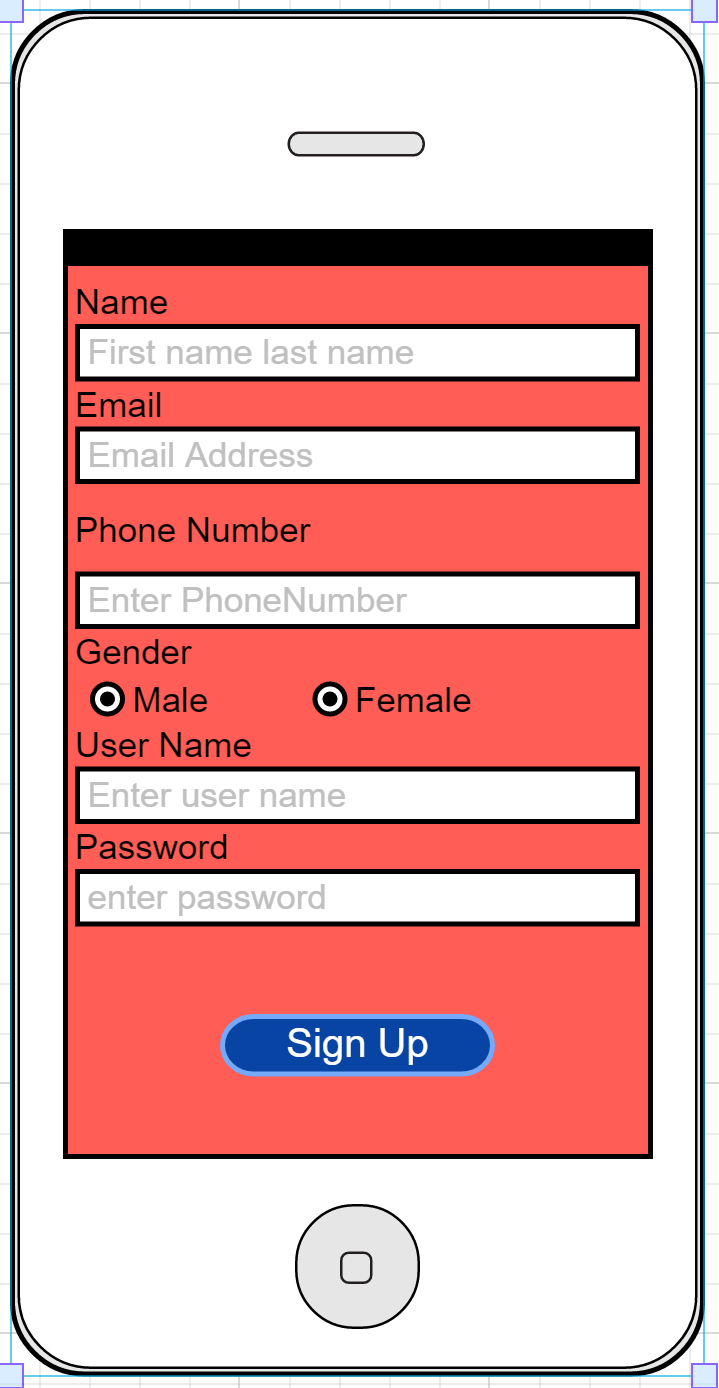 Name
First name last name
Email
Email Address
Phone Number
Enter PhoneNumber
Gender
Male Female
User Name
Enter user name
Password
enter password
Sign Up